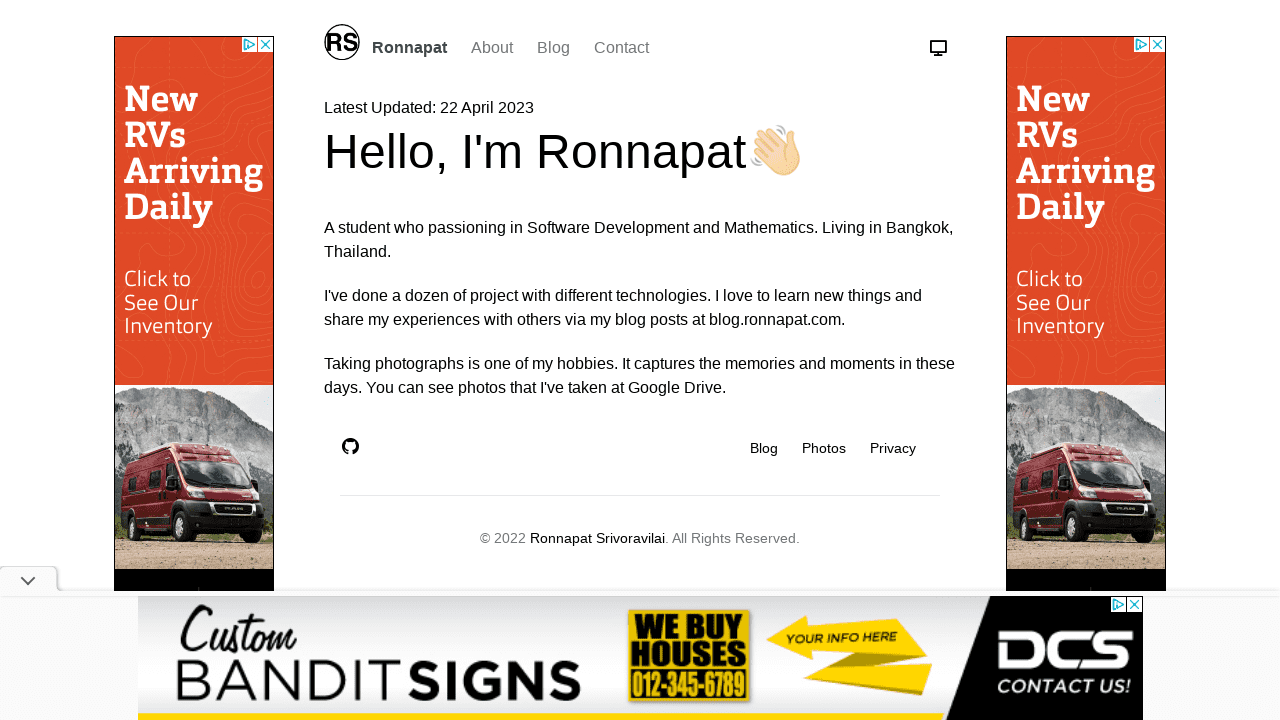 RS
Ronnapat About Blog Contact
Latest Updated: 22 April 2023
Hello, I'm Ronnapat👋🏻
A student who passioning in Software Development and Mathematics. Living in Bangkok,
Thailand.
I've done a dozen of project with different technologies. I love to learn new things and
share my experiences with others via my blog posts at blog.ronnapat.com.
Taking photographs is one of my hobbies. It captures the memories and moments in these
days. You can see photos that I've taken at Google Drive.
Blog Photos Privacy
© 2022 Ronnapat Srivoravilai. All Rights Reserved.
New
RVs
Arriving
Daily
Click to
See Our
Inventory
New
RVs
Arriving
Daily
Click to
See Our
Inventory
Custom
BANDITSIGNS
WE BUY
HOUSES
012-345-6789
YOUR INFO HERE
DCS
CONTACT US!